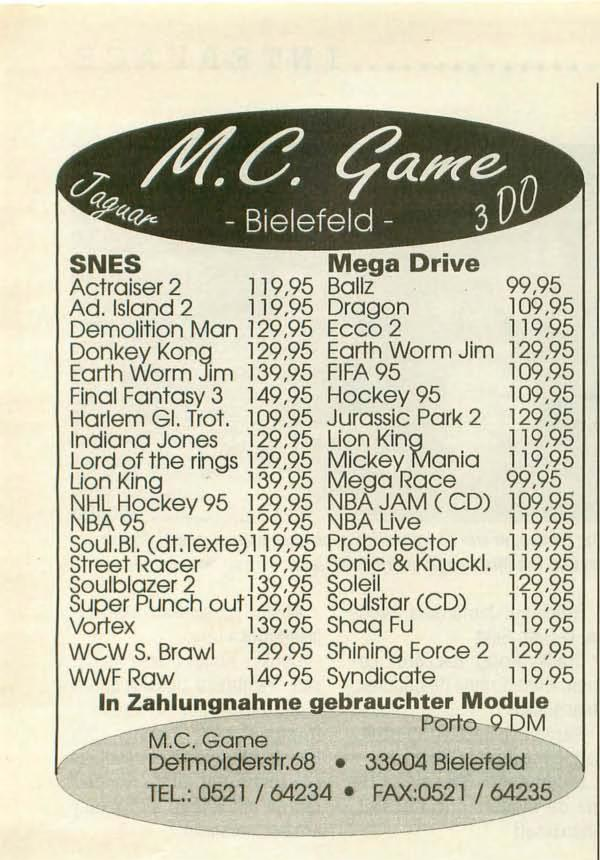 INTERFACE
M.C. Game
Jaguar
3DO
- Bielefeld -
SNES
Actraiser 2 119,95
Ad. Island 2 119,95
Demolition Man 129,95
Donkey Kong 129,95
Earth Worm Jim 139,95
Final Fantasy 3 149,95
Harlem Gl. Trot. 109,95
Indiana Jones 129,95
Lord of the rings 129,95
Lion King 139,95
NHL Hockey 95 129,95
NBA 95 129,95
Soul.Bl. (dt.Texte) 119,95
Street Racer 119,95
Soulblazer 2 139,95
Super Punch out 129,95
Vortex 139,95
WCW S. Brawl 129,95
WWF Raw 149,95
Mega Drive
Ballz 99,95
Dragon 109,95
Ecco 2 119,95
Earth Worm Jim 129,95
FIFA 95 109,95
Hockey 95 109,95
Jurassic Park 2 129,95
Lion King 119,95
Mickey Mania 119,95
Mega Race 99,95
NBA JAM ( CD) 109,95
NBA Live 119,95
Probotector 119,95
Sonic & Knuckl. 119,95
Soleil 129,95
Soulstar (CD) 119,95
Shaq Fu 119,95
Shining Force 2 129,95
Syndicate 119,95
In Zahlungnahme gebrauchter Module
Porto 9 DM
M.C. Game
Detmolderstr.68 • 33604 Bielefeld
TEL.: 0521 / 64234 • FAX:0521 / 64235